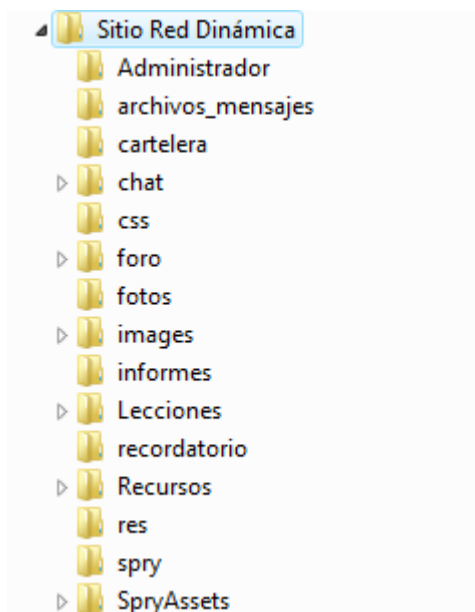 Sitio Red Dinámica
Administrador
archivos_mensajes
cartelera
chat
css
foro
fotos
images
informes
Lecciones
recordatorio
Recursos
res
spry
SpryAssets